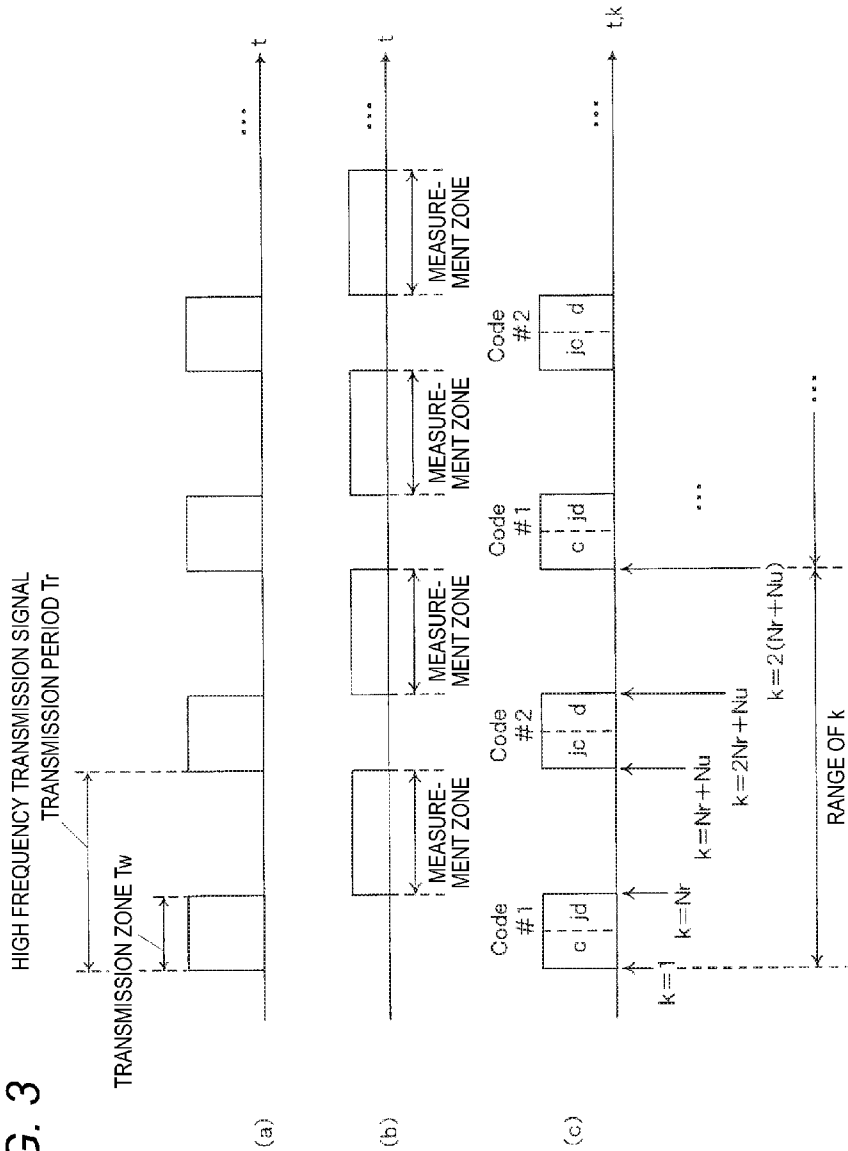 G. 3
HIGH FREQUENCY TRANSMISSION SIGNAL
TRANSMISSION PERIOD Tr
TRANSMISSION ZONE Tw
(a)
...
t
(b)
MEASURE-
MENT ZONE
MEASURE-
MENT ZONE
MEASURE-
MENT ZONE
MEASURE-
MENT ZONE
...
t
(c)
Code
#1
c jd
Code
#2
jc d
Code
#1
c jd
Code
#2
jc d
...
t,k
k=1
k=Nr
k=Nr+Nu
k=2Nr+Nu
k=2(Nr+Nu)
...
RANGE OF k
...